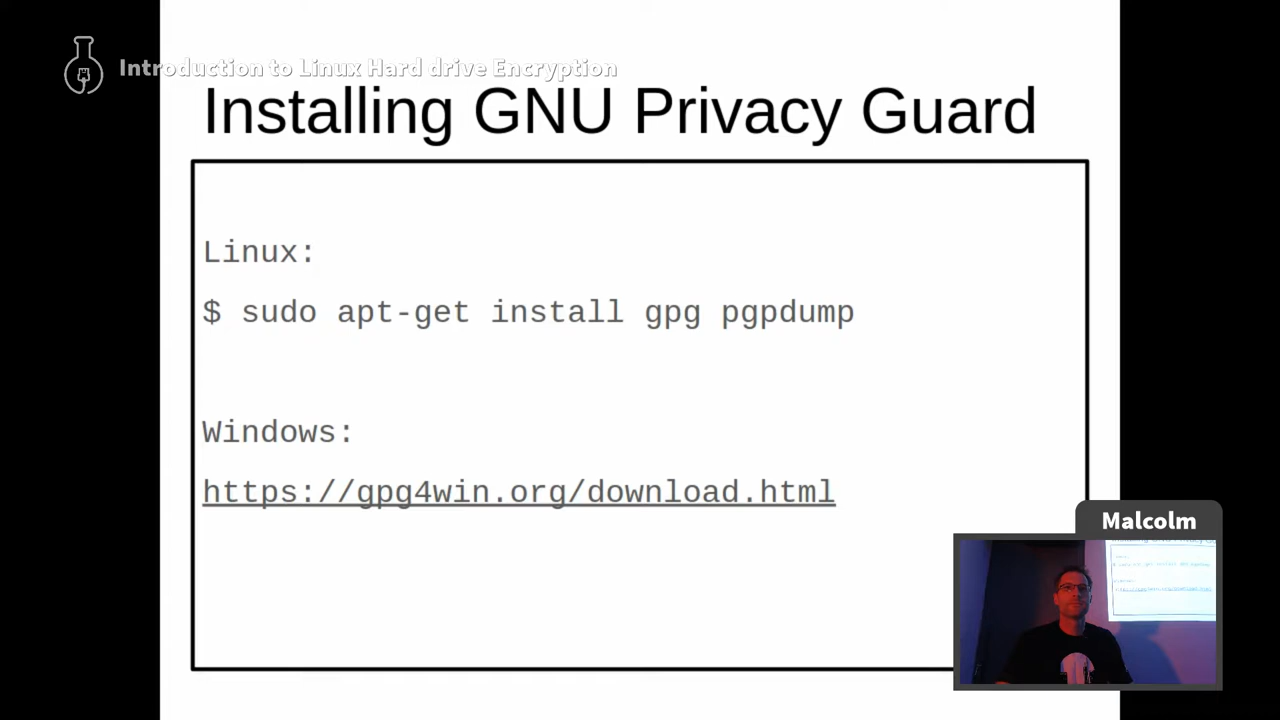 Introduction to Linux Hard drive Encryption
Installing GNU Privacy Guard
Linux:
$ sudo apt-get install gpg pgpdump
Windows:
https://gpg4win.org/download.html
Malcolm